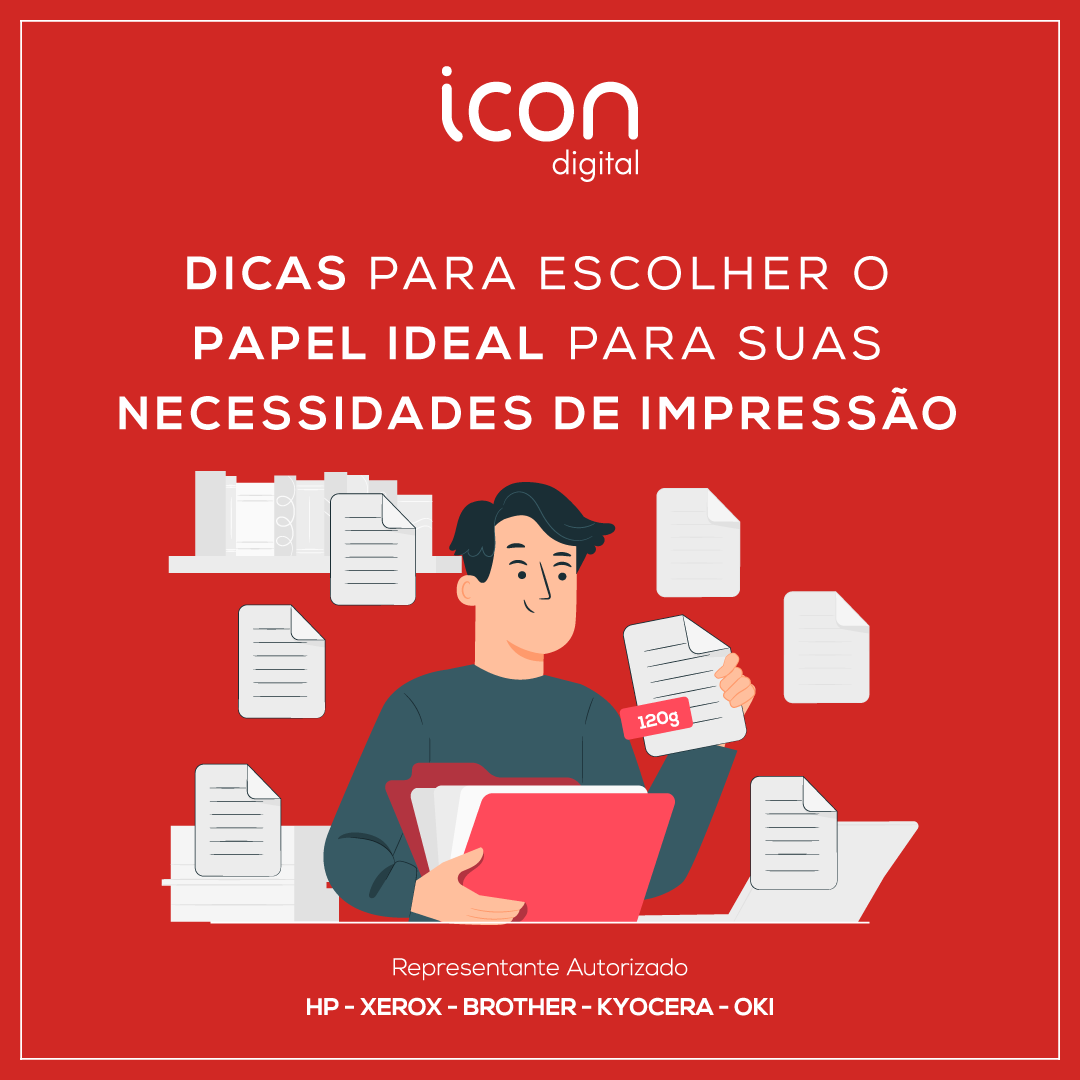 icon
digital
DICAS PARA ESCOLHER O
PAPEL IDEAL PARA SUAS
NECESSIDADES DE IMPRESSÃO
120g
Representante Autorizado
HP - XEROX - BROTHER - KYOCERA - OKI